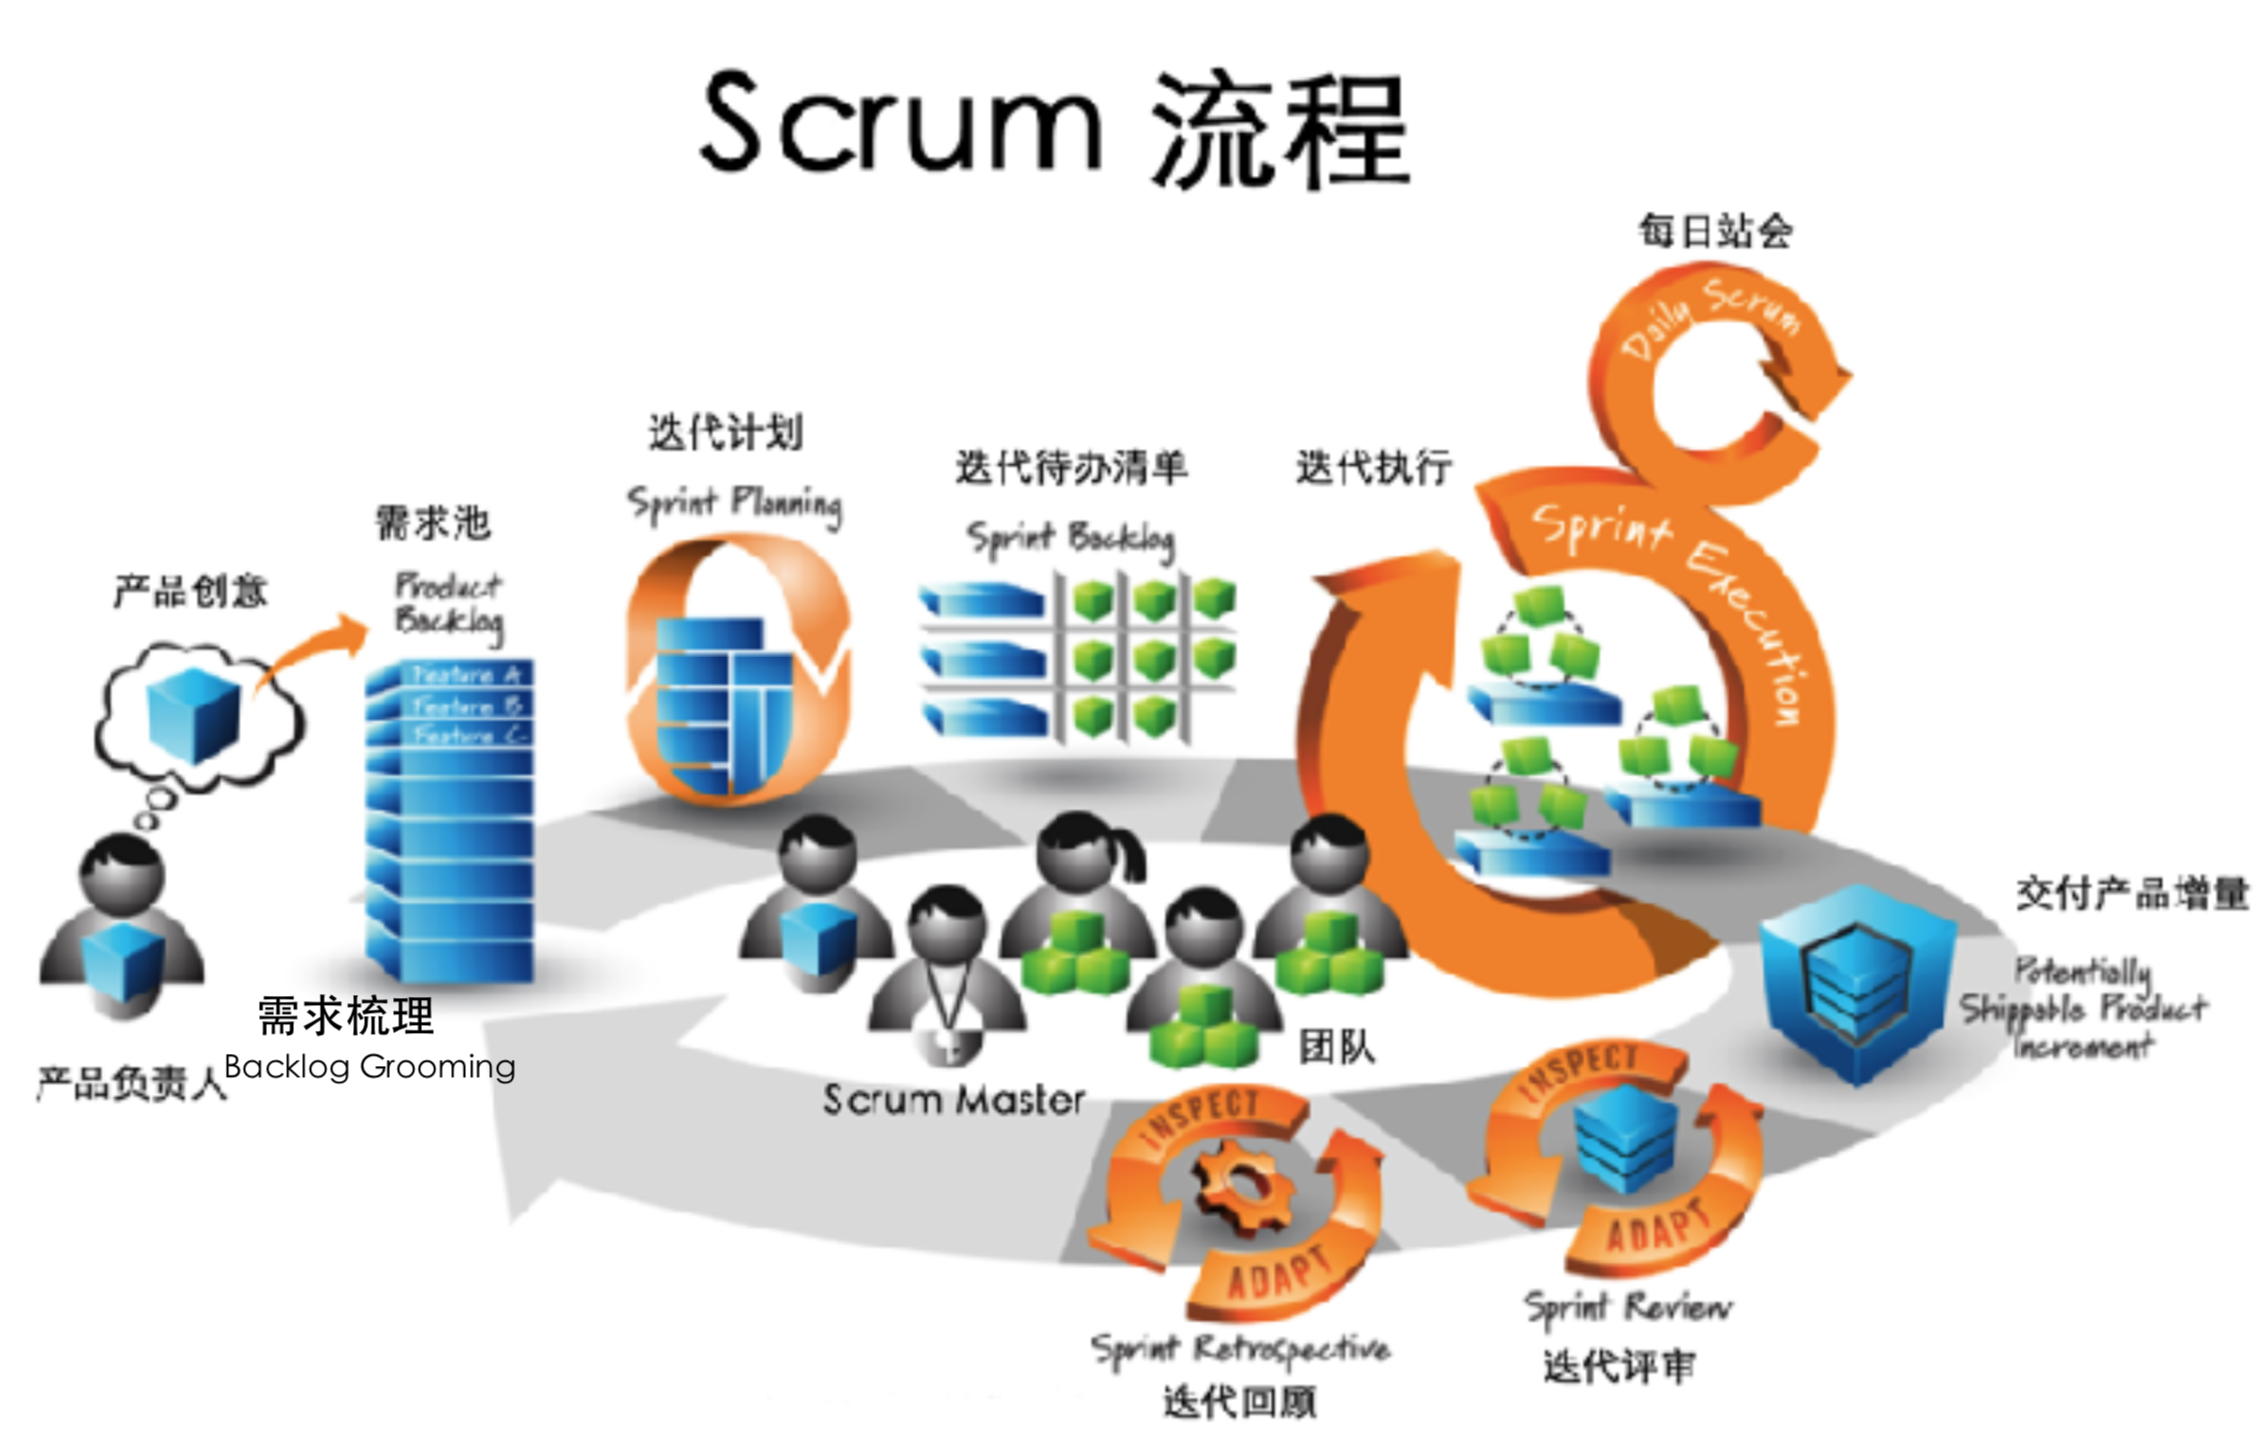 Scrum 流程
每日站会
Daily Scrum
迭代计划
Sprint Planning
迭代待办清单
Sprint Backlog
迭代执行
Sprint Execution
需求池
Product
Backlog
产品创意
Feature A
Feature B
Feature C
交付产品增量
Potentially
Shippable Product
Increment
需求梳理
Backlog Grooming
产品负责人
团队
Scrum Master
INSPECT
ADAPT
Sprint Retrospective
迭代回顾
INSPECT
ADAPT
Sprint Review
迭代评审